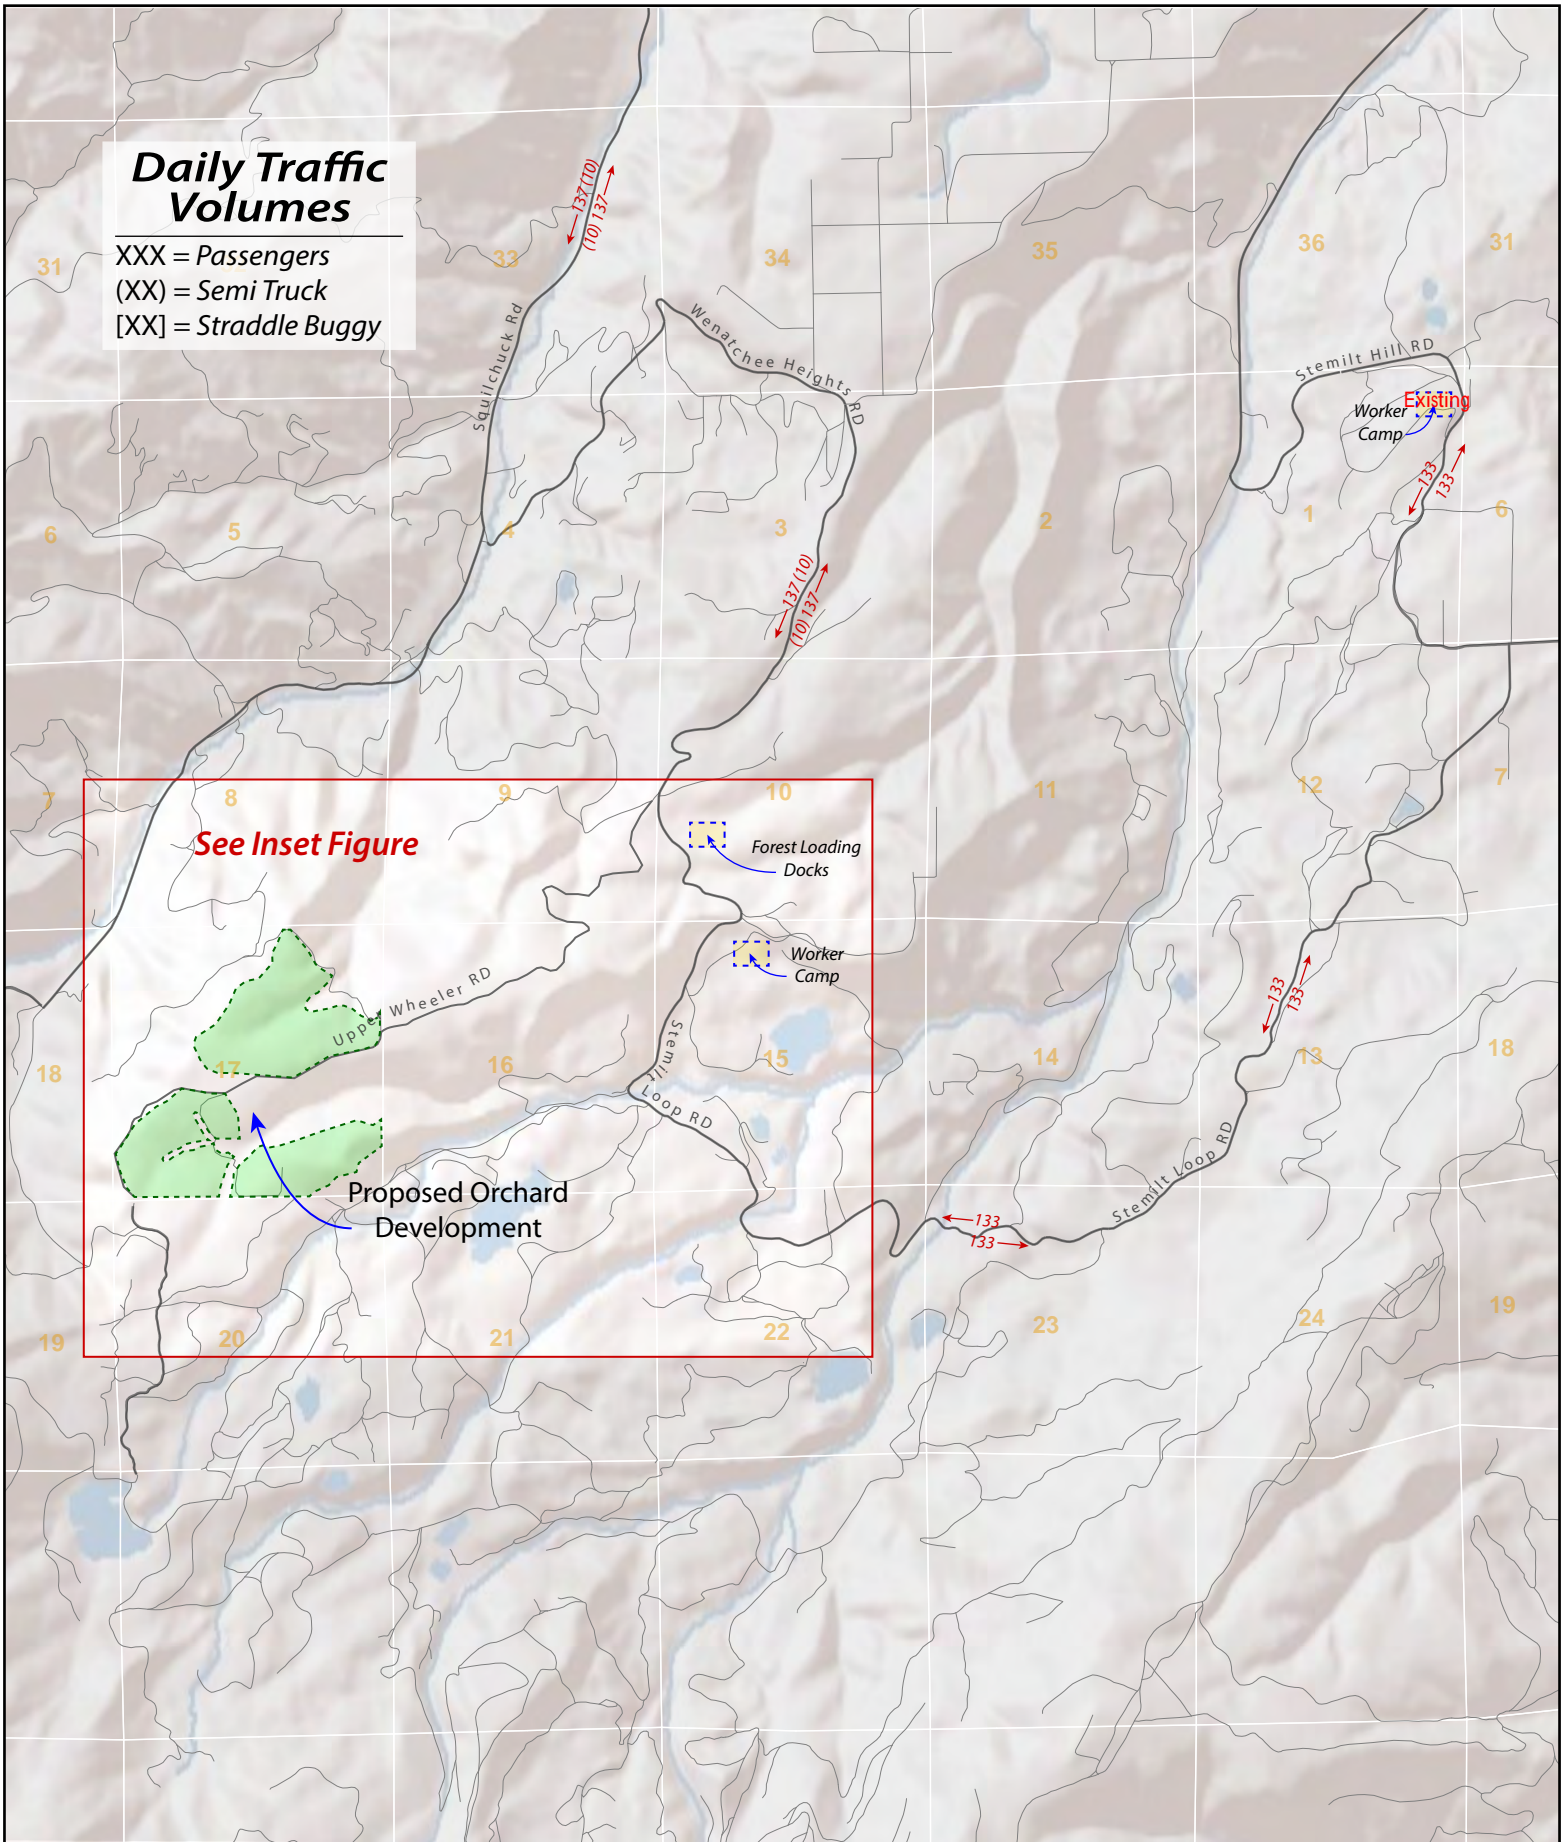 Daily Traffic
Volumes
XXX = Passengers
(XX) = Semi Truck
[XX] = Straddle Buggy
137 (10)
(10) 137
31
33
34
35
36
31
Squilchuck Rd
Wenatchee Heights RD
Stemilt Hill RD
Existing
Worker
Camp
133
133
6
5
4
3
2
1
6
137 (10)
(10) 137
7
8
9
10
11
12
7
See Inset Figure
Forest Loading
Docks
Worker
Camp
Upper Wheeler RD
133
133
Stemilt
Loop RD
18
17
16
15
14
13
18
Stemilt Loop RD
Proposed Orchard
Development
133
133
19
20
21
22
23
24
19